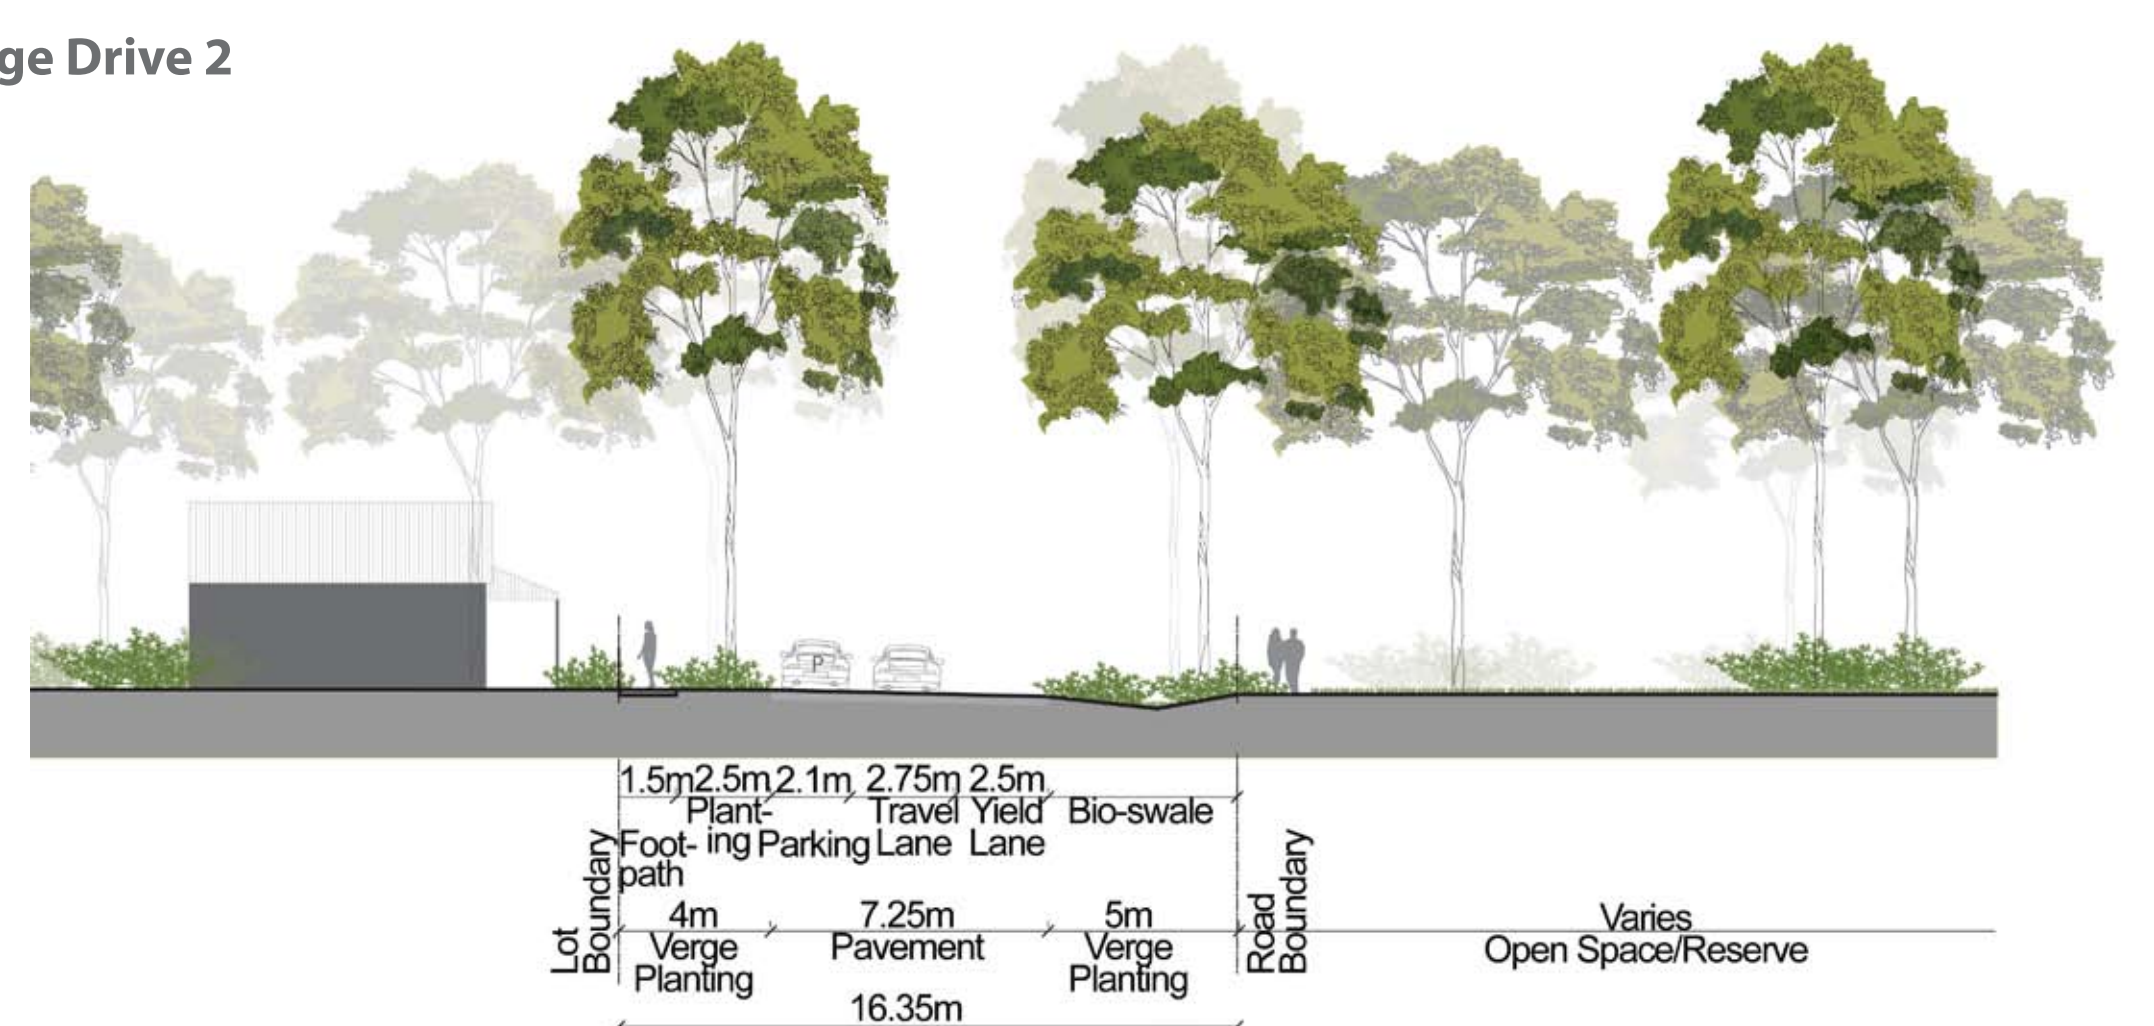 ge Drive 2
P
1.5m 2.5m 2.1m 2.75m 2.5m
Plant-
ing
Foot-
path
Parking
Travel
Lane
Yield
Lane
Bio-swale
Lot
Boundary
4m
Verge
Planting
7.25m
Pavement
5m
Verge
Planting
Road
Boundary
Varies
Open Space/Reserve
16.35m